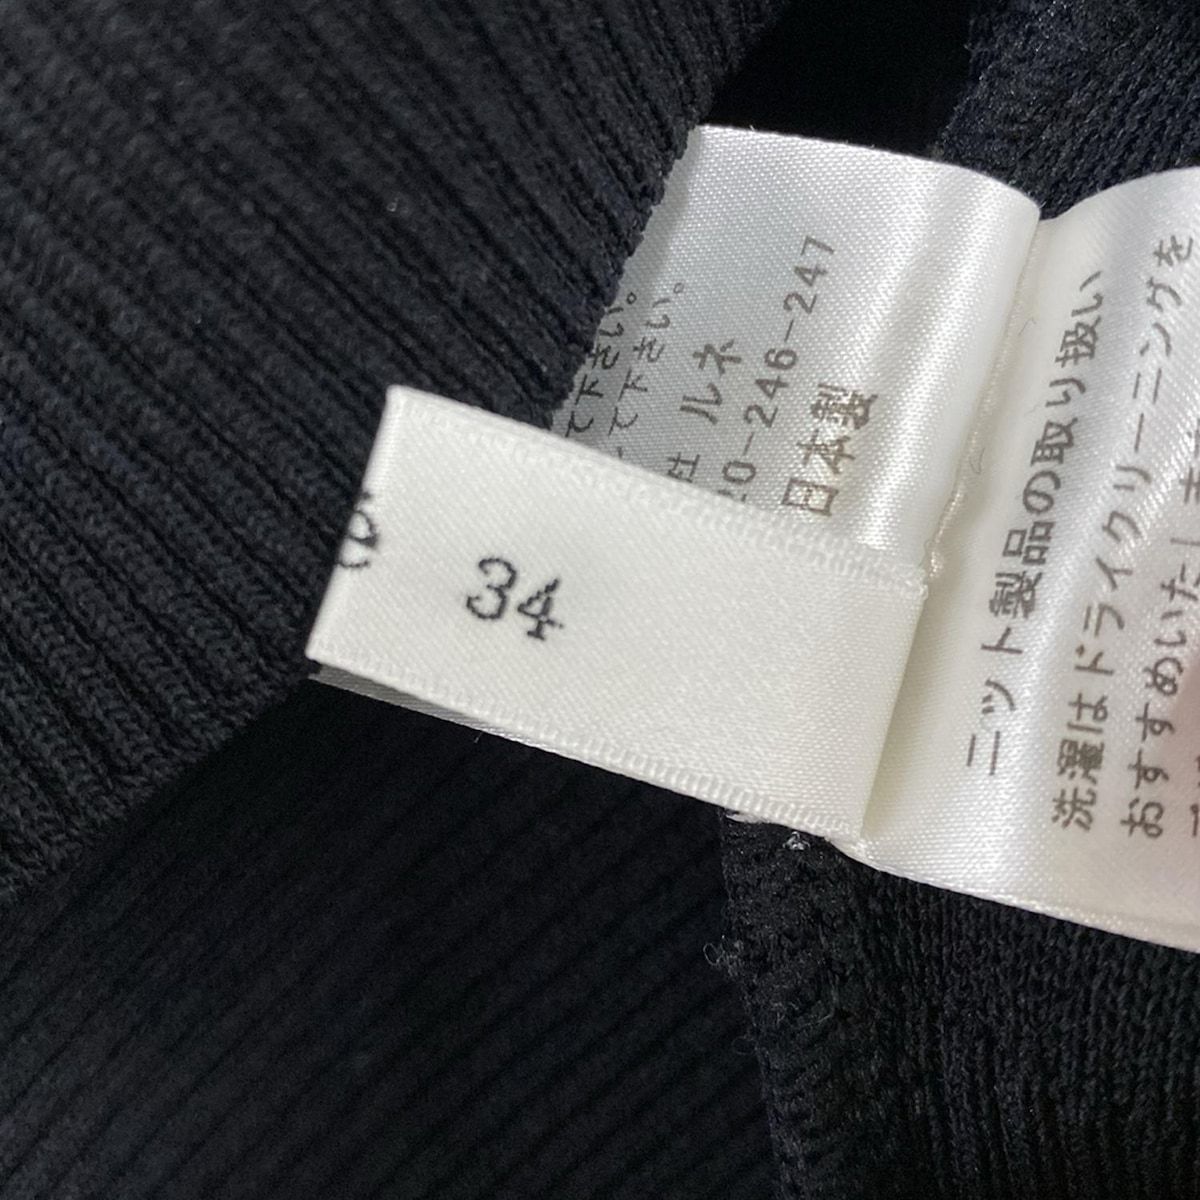 34
て下さい。
て下さい。
社 ルネ
20-246-247
日本製
ニット製品の取り扱い
洗濯はドライクリーニングを
おすすめいたしま